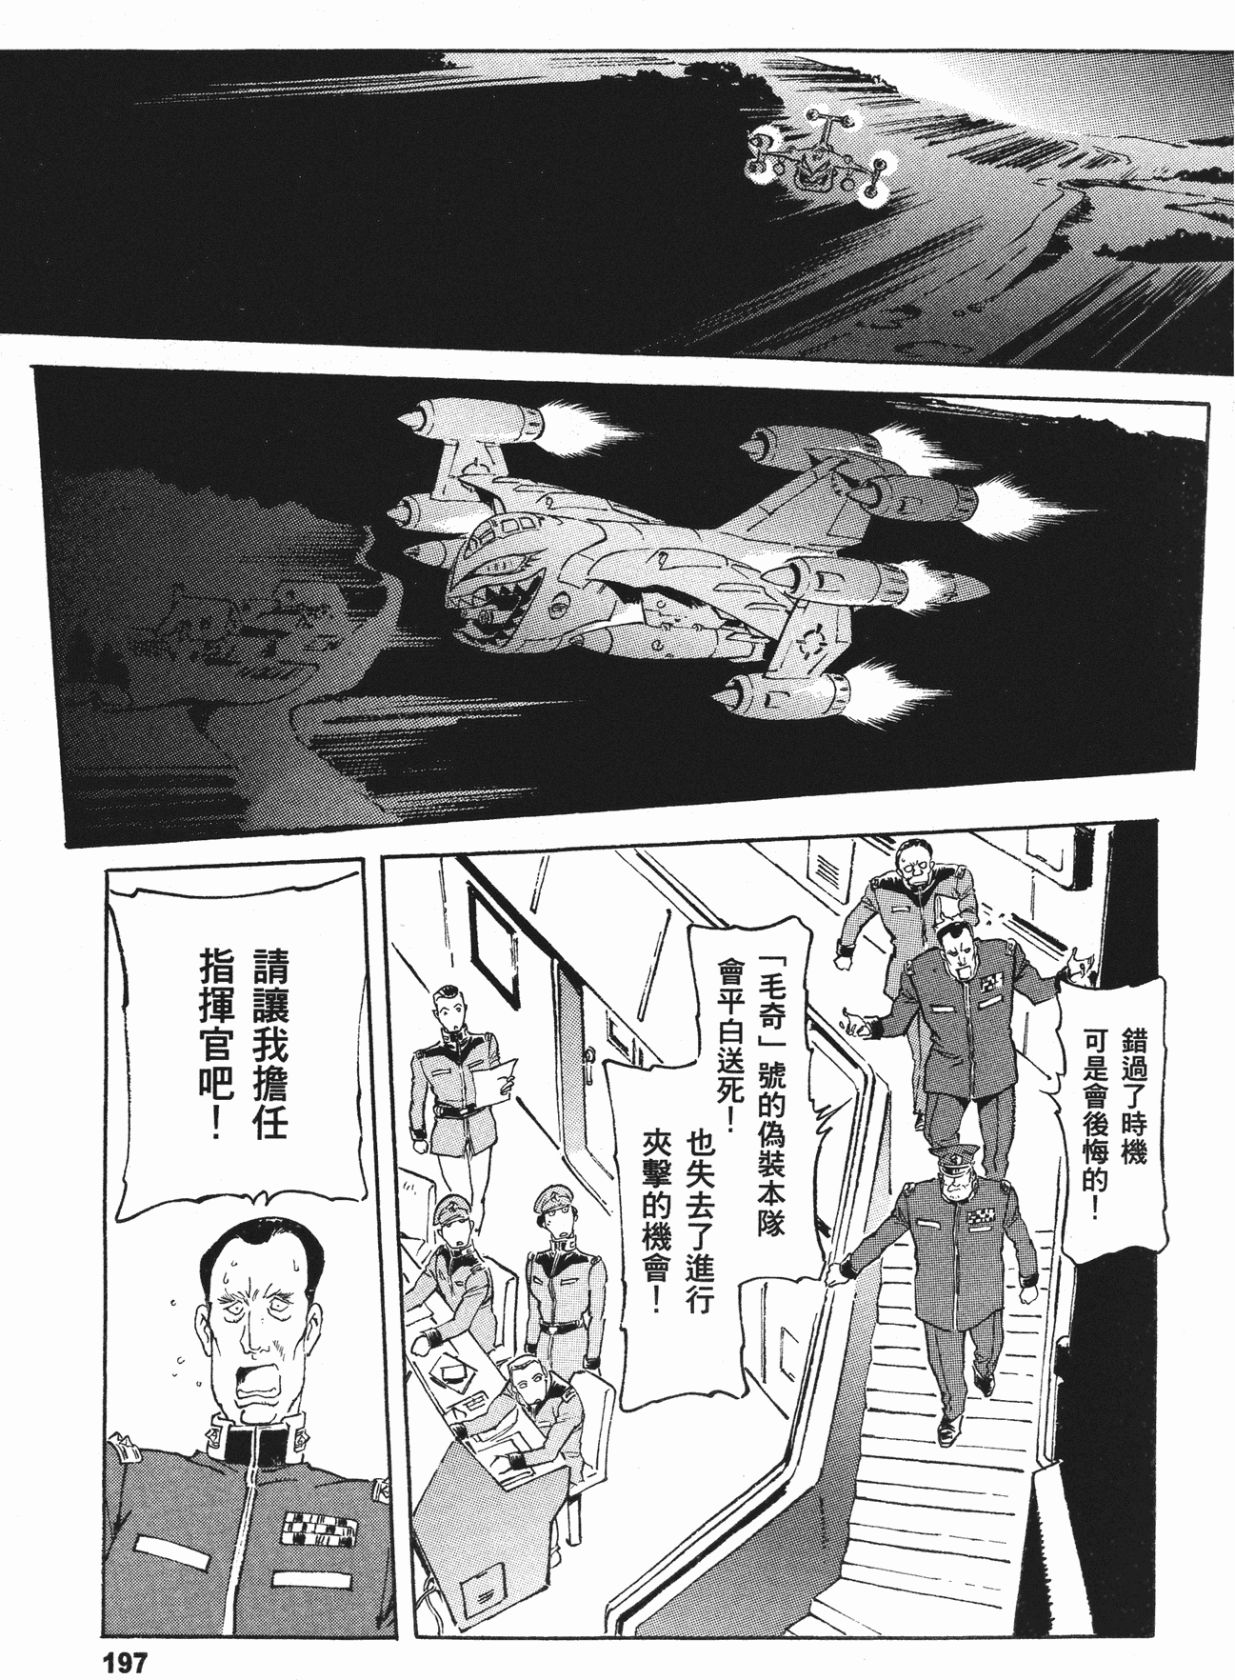 錯過了時機
可是會後悔的！
「毛奇」號的偽裝本隊
會平白送死！
也失去了進行
夾擊的機會！
請讓我擔任
指揮官吧！
197